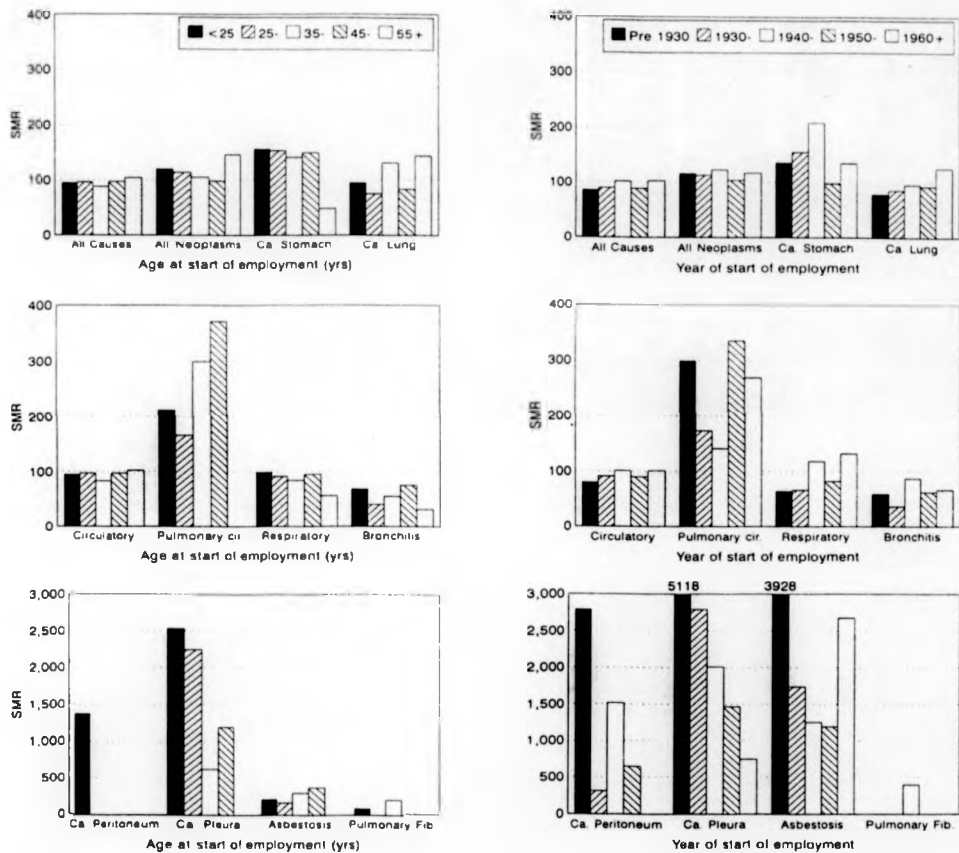 400
300
200
100
0
SMR
<25 25- 35- 45- 55+
All Causes All Neoplasms Ca. Stomach Ca. Lung
Age at start of employment (yrs)
400
300
200
100
0
SMR
Pre 1930 1930- 1940- 1950- 1960+
All Causes All Neoplasms Ca. Stomach Ca. Lung
Year of start of employment
400
300
200
100
0
SMR
Circulatory Pulmonary cir Respiratory Bronchitis
Age at start of employment (yrs)
400
300
200
100
0
SMR
Circulatory Pulmonary cir. Respiratory Bronchitis
Year of start of employment
3,000
2,500
2,000
1,500
1,000
500
0
SMR
Ca. Peritoneum Ca. Pleura Asbestosis Pulmonary Fib.
Age at start of employment (yrs)
5118 3928
3,000
2,500
2,000
1,500
1,000
500
0
SMR
Ca. Peritoneum Ca. Pleura Asbestosis Pulmonary Fib.
Year of start of employment